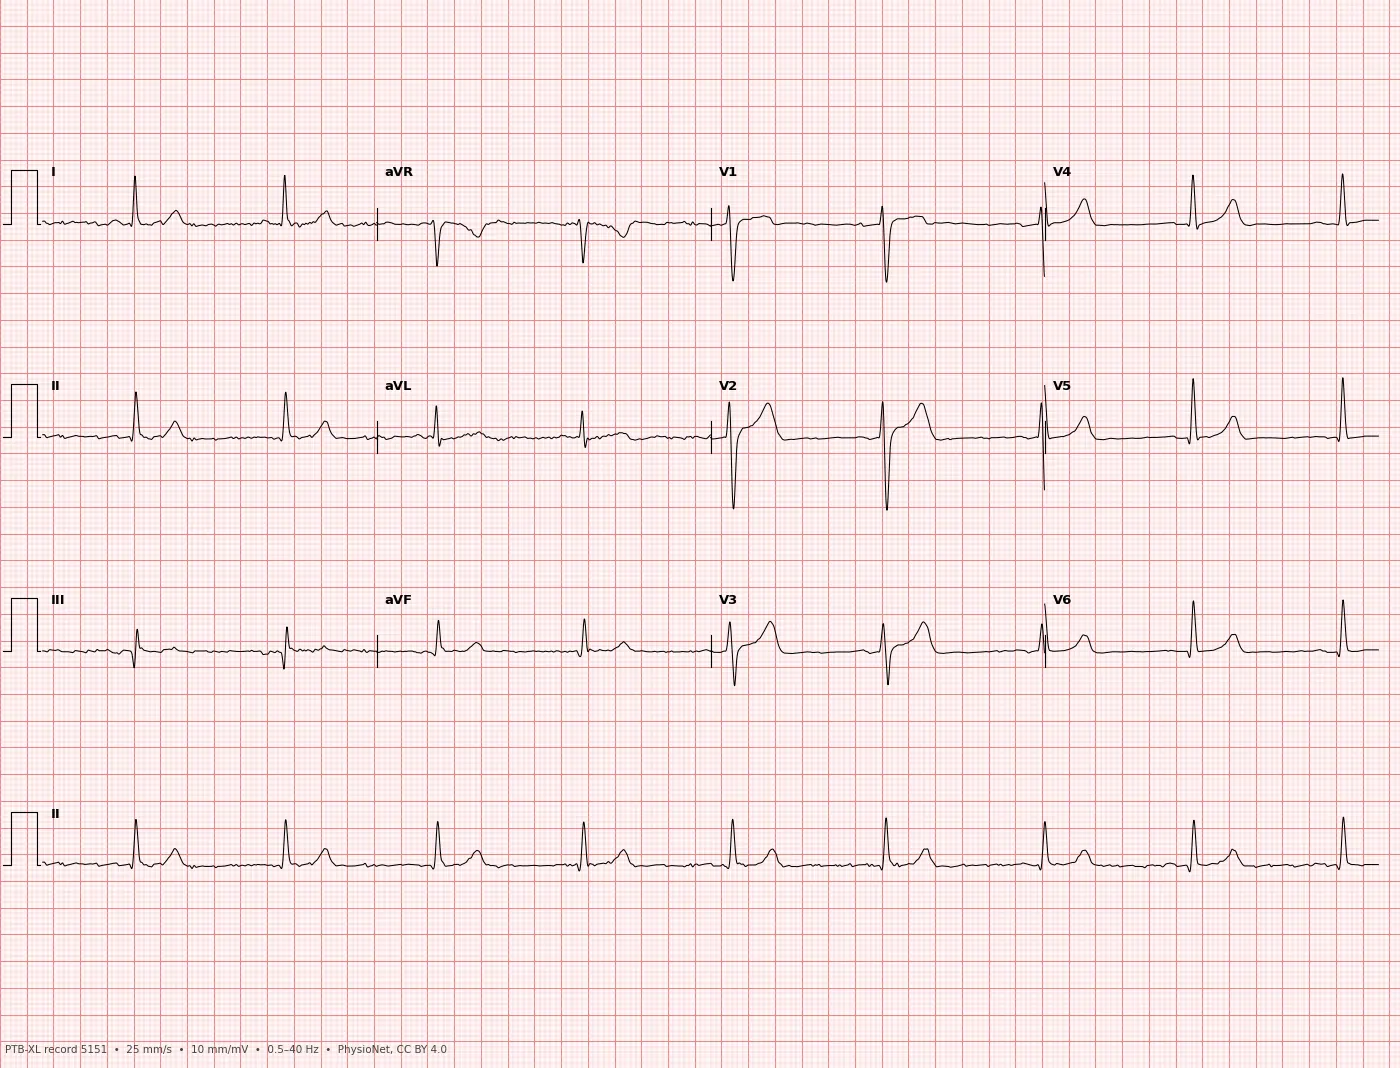 I aVR V1 V4
II aVL V2 V5
III aVF V3 V6
II
PTB-XL record 5151 • 25 mm/s • 10 mm/mV • 0.5–40 Hz • PhysioNet, CC BY 4.0